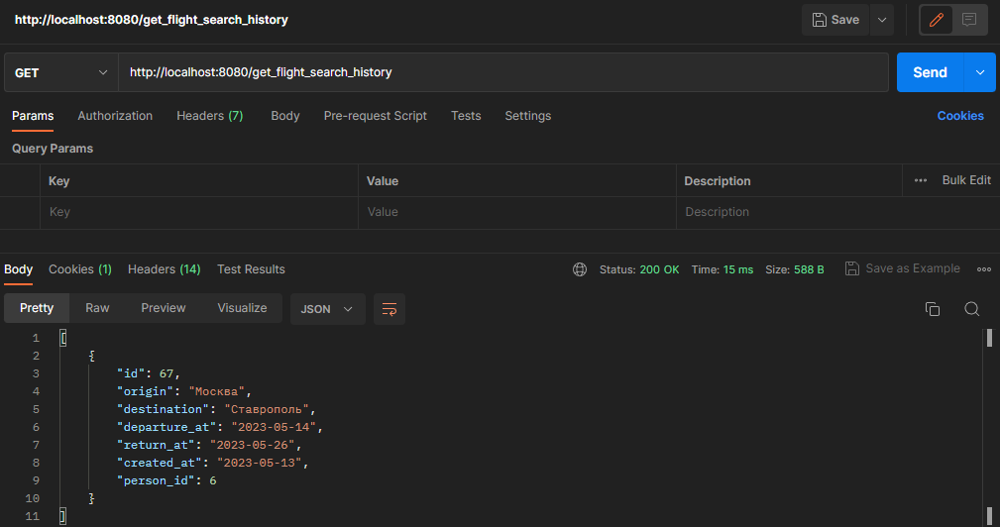 http://localhost:8080/get_flight_search_history
Save
GET
http://localhost:8080/get_flight_search_history
Send
Params Authorization Headers (7) Body Pre-request Script Tests Settings Cookies
Query Params
Key Value Description ••• Bulk Edit
Key Value Description
Body Cookies (1) Headers (14) Test Results Status: 200 OK Time: 15 ms Size: 588 B Save as Example
Pretty Raw Preview Visualize JSON
1 [
2 {
3 "id": 67,
4 "origin": "Москва",
5 "destination": "Ставрополь",
6 "departure_at": "2023-05-14",
7 "return_at": "2023-05-26",
8 "created_at": "2023-05-13",
9 "person_id": 6
10 }
11 ]